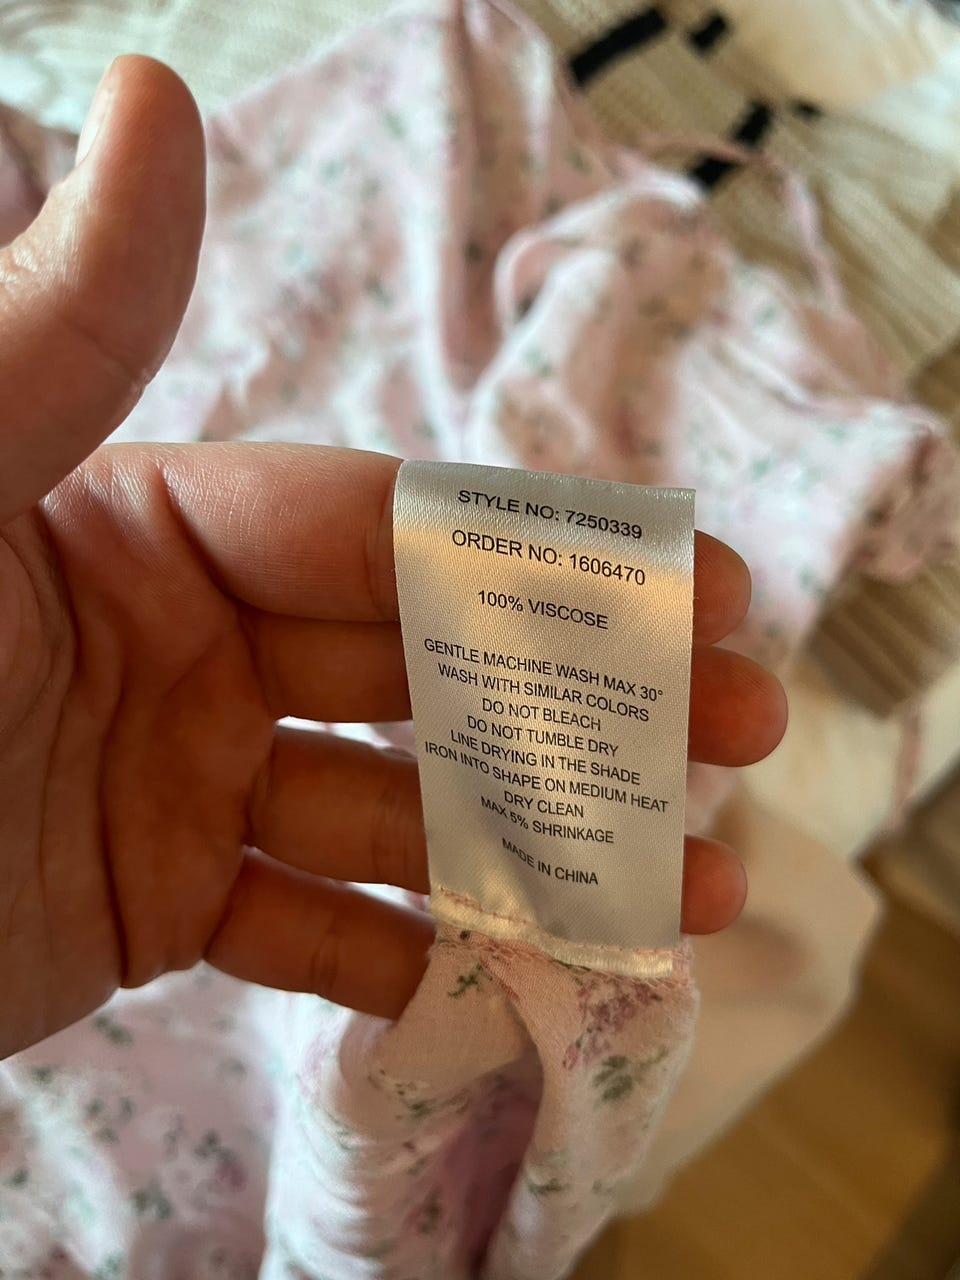 STYLE NO: 7250339
ORDER NO: 1606470
100% VISCOSE
GENTLE MACHINE WASH MAX 30°
WASH WITH SIMILAR COLORS
DO NOT BLEACH
DO NOT TUMBLE DRY
LINE DRYING IN THE SHADE
IRON INTO SHAPE ON MEDIUM HEAT
DRY CLEAN
MAX 5% SHRINKAGE
MADE IN CHINA